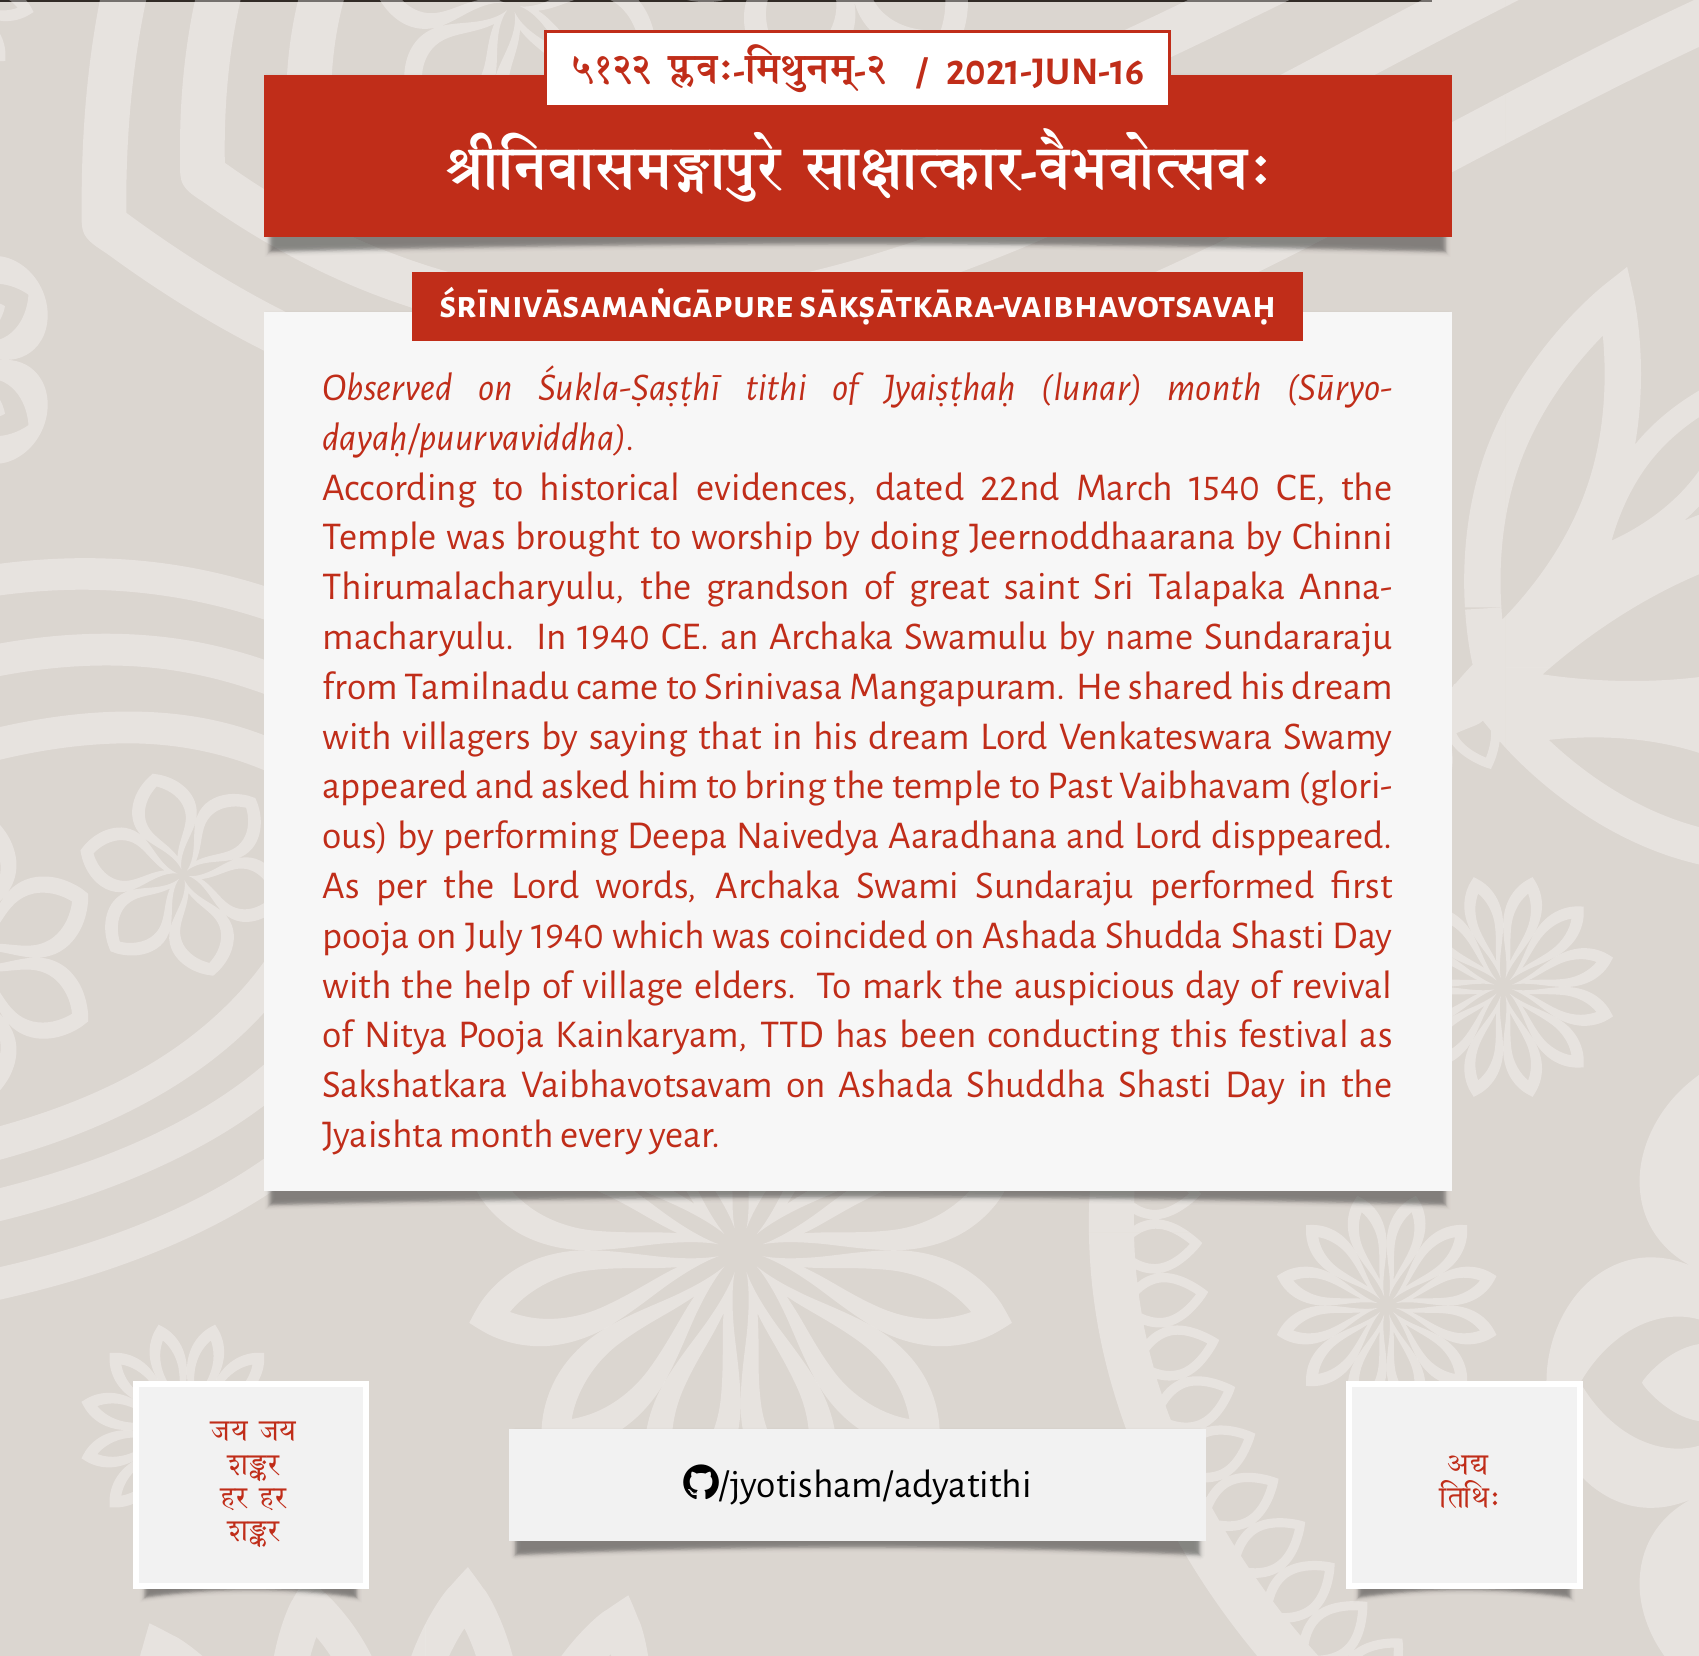 ५१२२ प्लवः-मिथुनम्-२ / 2021-JUN-16
श्रीनिवासमङ्गापुरे साक्षात्कार-वैभवोत्सवः
ŚRĪNIVĀSAMAṄGĀPURE SĀKṢĀTKĀRA-VAIBHAVOTSAVAḤ
Observed on Śukla-Ṣaṣṭhī tithi of Jyaiṣṭhaḥ (lunar) month (Sūryo-
dayaḥ/puurvaviddha).
According to historical evidences, dated 22nd March 1540 CE, the
Temple was brought to worship by doing Jeernoddhaarana by Chinni
Thirumalacharyulu, the grandson of great saint Sri Talapaka Anna-
macharyulu. In 1940 CE. an Archaka Swamulu by name Sundararaju
from Tamilnadu came to Srinivasa Mangapuram. He shared his dream
with villagers by saying that in his dream Lord Venkateswara Swamy
appeared and asked him to bring the temple to Past Vaibhavam (glori-
ous) by performing Deepa Naivedya Aaradhana and Lord disppeared.
As per the Lord words, Archaka Swami Sundaraju performed first
pooja on July 1940 which was coincided on Ashada Shudda Shasti Day
with the help of village elders. To mark the auspicious day of revival
of Nitya Pooja Kainkaryam, TTD has been conducting this festival as
Sakshatkara Vaibhavotsavam on Ashada Shuddha Shasti Day in the
Jyaishta month every year.
जय जय
शङ्कर
हर हर
शङ्कर
/jyotisham/adyatithi
अद्य
तिथिः